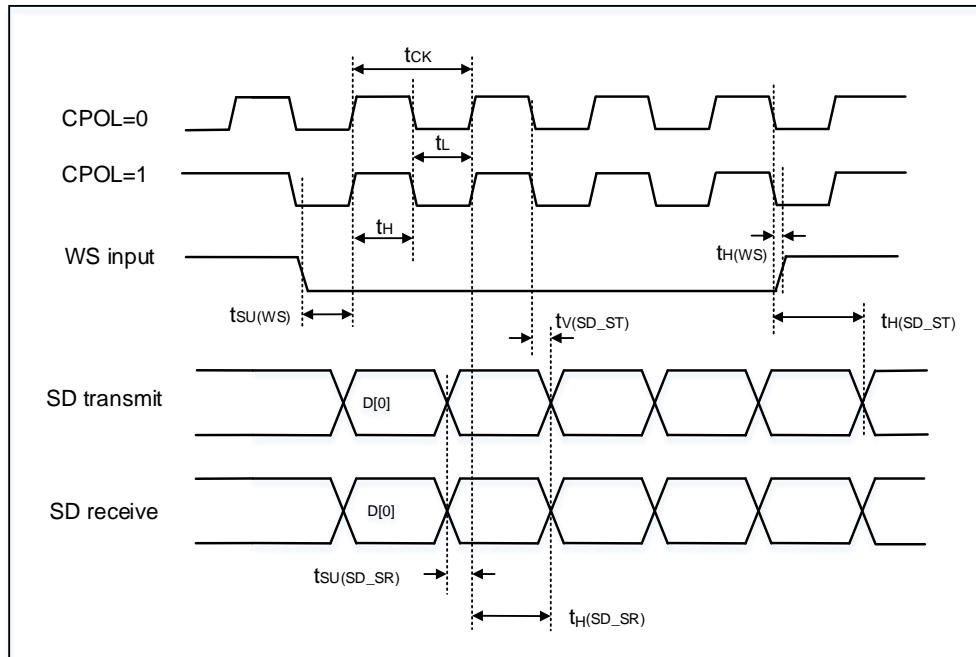 tCK
CPOL=0
tL
CPOL=1
tH
tH(WS)
WS input
tSU(WS)
tV(SD_ST)
tH(SD_ST)
SD transmit
D[0]
SD receive
D[0]
tSU(SD_SR)
tH(SD_SR)